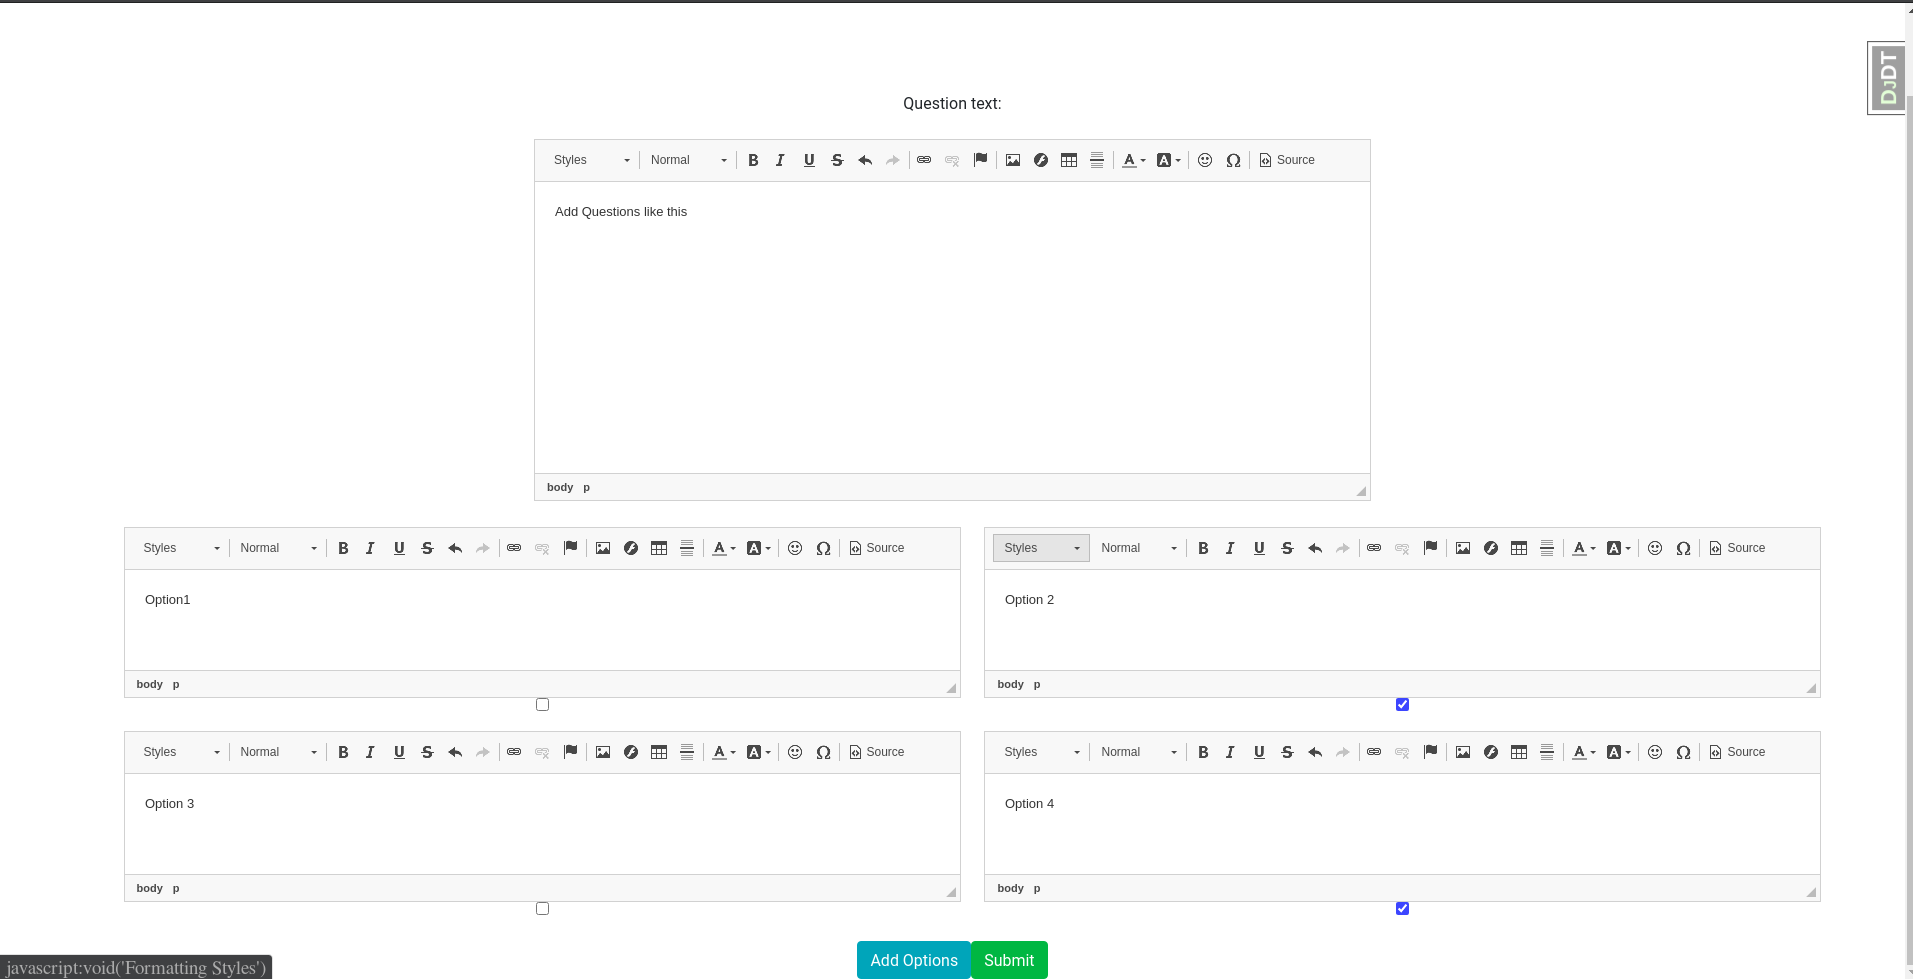 DJDT
Question text:
Styles Normal B I U S A A Ω Source
Add Questions like this
body p
Styles Normal B I U S A A Ω Source
Option1
body p
Styles Normal B I U S A A Ω Source
Option 2
body p
Styles Normal B I U S A A Ω Source
Option 3
body p
Styles Normal B I U S A A Ω Source
Option 4
body p
Add Options Submit
javascript:void('Formatting Styles')